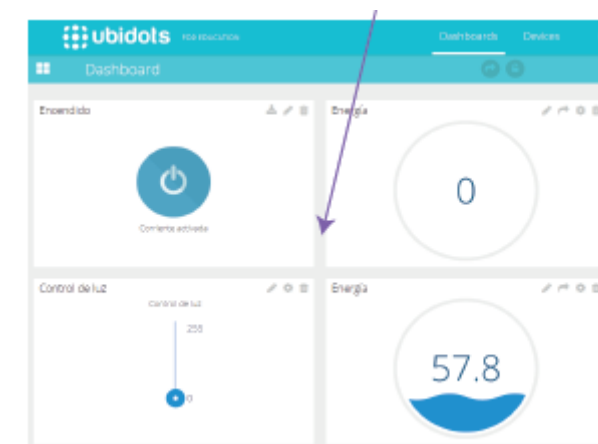 ubidots FOR EDUCATION Dashboards Devices
Dashboard
Encendido
Corriente activada
Energía
0
Control de luz
Control de luz
255
0
Energía
57.8